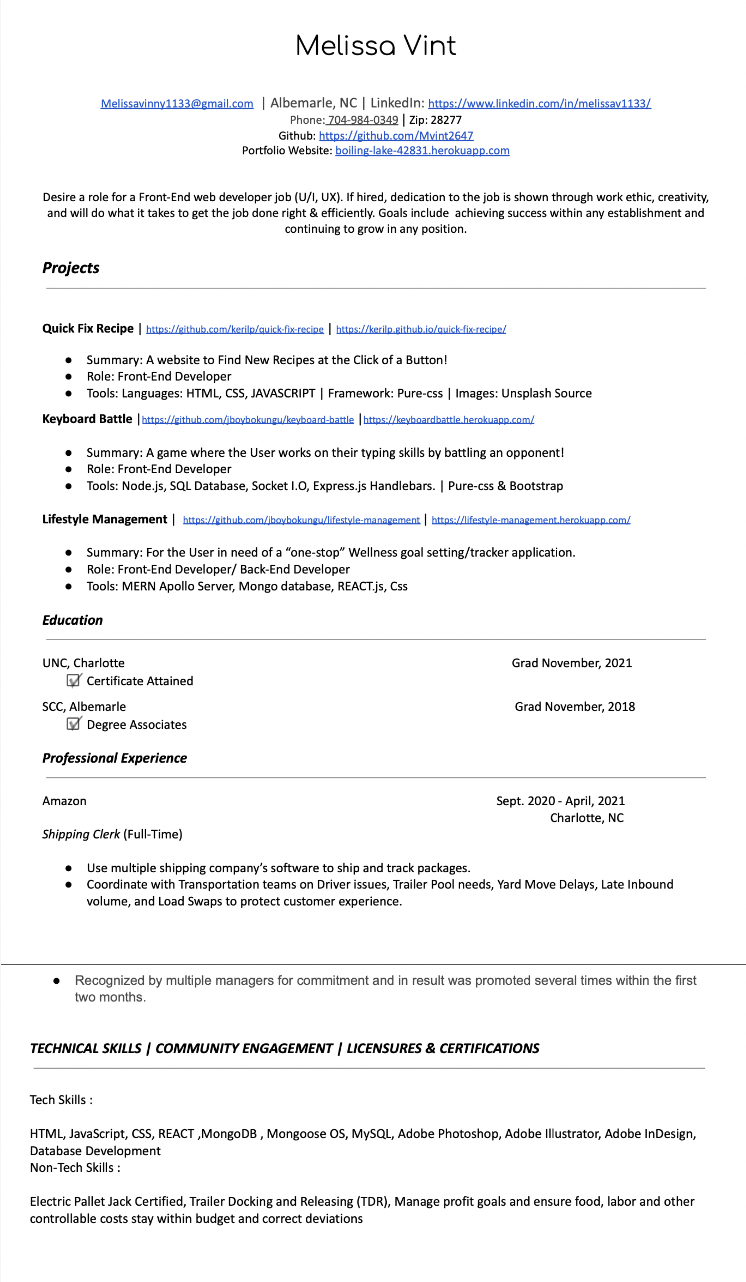 Melissa Vint
Melissavinny1133@gmail.com | Albemarle, NC | LinkedIn: https://www.linkedin.com/in/melissav1133/
Phone: 704-984-0349 | Zip: 28277
Github: https://github.com/Mvint2647
Portfolio Website: boiling-lake-42831.herokuapp.com
Desire a role for a Front-End web developer job (U/I, UX). If hired, dedication to the job is shown through work ethic, creativity,
and will do what it takes to get the job done right & efficiently. Goals include achieving success within any establishment and
continuing to grow in any position.
Projects
Quick Fix Recipe | https://github.com/kerilp/quick-fix-recipe | https://kerilp.github.io/quick-fix-recipe/
● Summary: A website to Find New Recipes at the Click of a Button!
● Role: Front-End Developer
● Tools: Languages: HTML, CSS, JAVASCRIPT | Framework: Pure-css | Images: Unsplash Source
Keyboard Battle |https://github.com/jboybokungu/keyboard-battle |https://keyboardbattle.herokuapp.com/
● Summary: A game where the User works on their typing skills by battling an opponent!
● Role: Front-End Developer
● Tools: Node.js, SQL Database, Socket I.O, Express.js Handlebars. | Pure-css & Bootstrap
Lifestyle Management | https://github.com/jboybokungu/lifestyle-management | https://lifestyle-management.herokuapp.com/
● Summary: For the User in need of a “one-stop” Wellness goal setting/tracker application.
● Role: Front-End Developer/ Back-End Developer
● Tools: MERN Apollo Server, Mongo database, REACT.js, Css
Education
UNC, Charlotte Grad November, 2021
Certificate Attained
SCC, Albemarle Grad November, 2018
Degree Associates
Professional Experience
Amazon Sept. 2020 - April, 2021
Charlotte, NC
Shipping Clerk (Full-Time)
● Use multiple shipping company’s software to ship and track packages.
● Coordinate with Transportation teams on Driver issues, Trailer Pool needs, Yard Move Delays, Late Inbound
volume, and Load Swaps to protect customer experience.
● Recognized by multiple managers for commitment and in result was promoted several times within the first
two months.
TECHNICAL SKILLS | COMMUNITY ENGAGEMENT | LICENSURES & CERTIFICATIONS
Tech Skills :
HTML, JavaScript, CSS, REACT ,MongoDB , Mongoose OS, MySQL, Adobe Photoshop, Adobe Illustrator, Adobe InDesign,
Database Development
Non-Tech Skills :
Electric Pallet Jack Certified, Trailer Docking and Releasing (TDR), Manage profit goals and ensure food, labor and other
controllable costs stay within budget and correct deviations